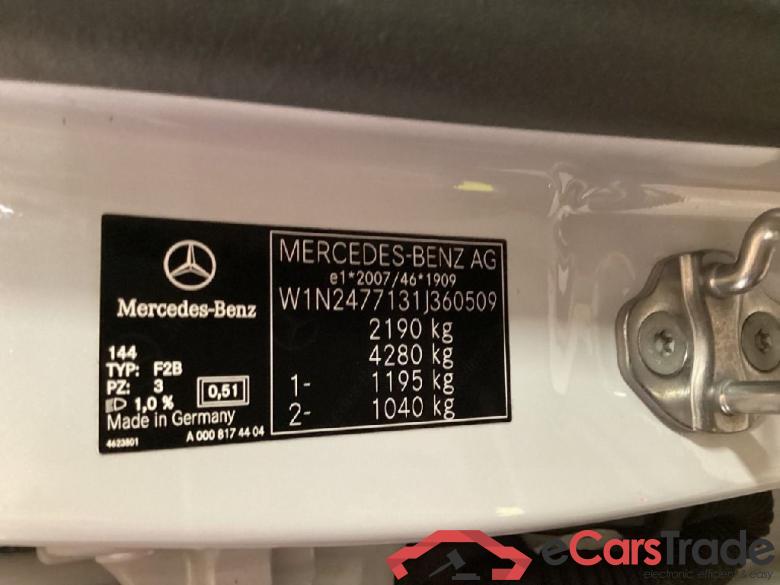 Mercedes-Benz
144
TYP: F2B
PZ: 3
1,0 %
0,51
Made in Germany
4623801
A 000 817 44 04
MERCEDES-BENZ AG
e1*2007/46*1909
W1N2477131J360509
2190 kg
4280 kg
1- 1195 kg
2- 1040 kg
eCarsTrade
electronic, efficient & easy